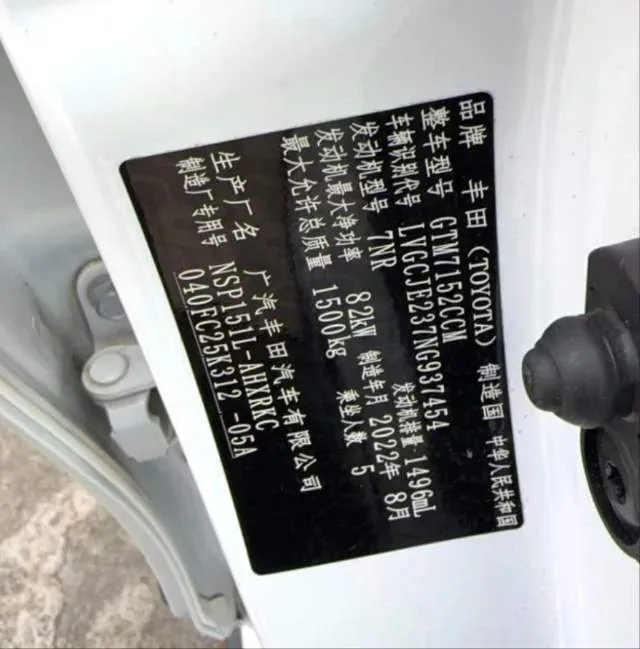 品牌 丰田(TOYOTA) 制造国 中华人民共和国
整车型号 GTM7152CCM
车辆识别代号 LVGCJE237NG937454
发动机型号 7NR 发动机排量 1496mL
发动机最大净功率 82kW 制造年月 2022年 8月
最大允许总质量 1500kg 乘坐人数 5
生产厂名 广汽丰田汽车有限公司
制造厂专用号 NSP151L-AHXRKC
040FC25K312 -05A